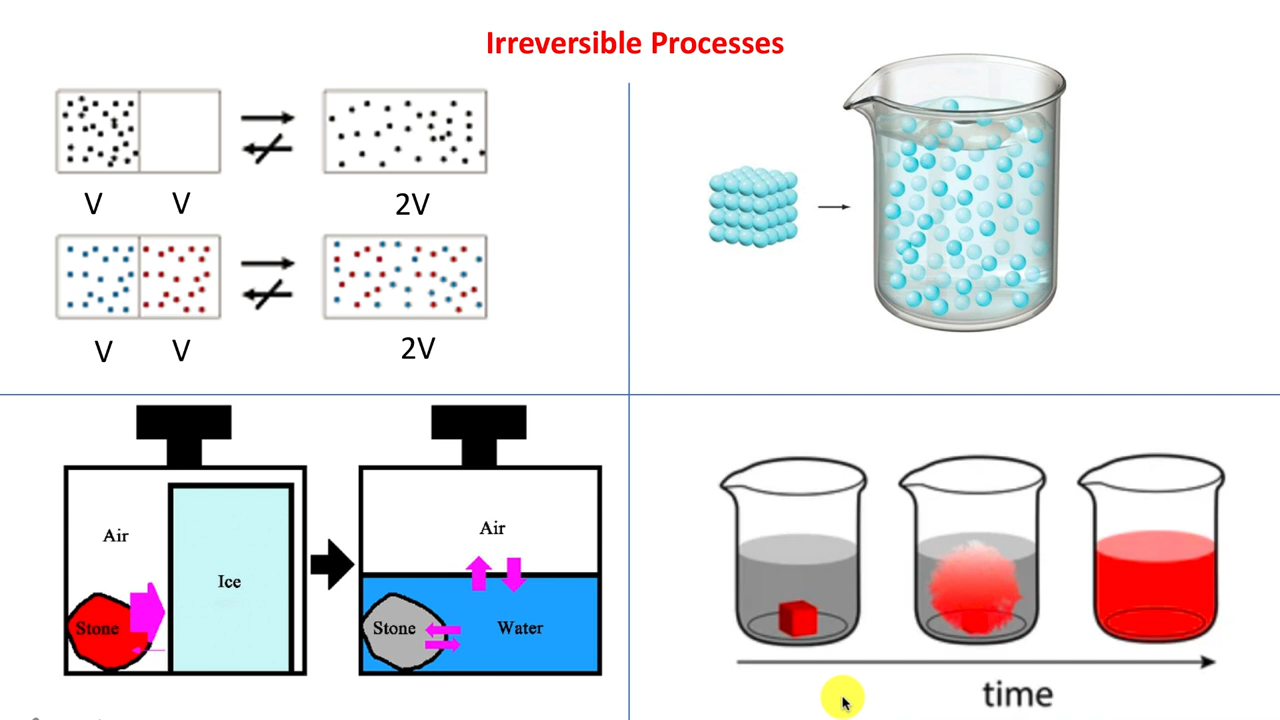 Irreversible Processes
V V 2V
V V 2V
Air
Ice
Stone
Air
Stone
Water
time